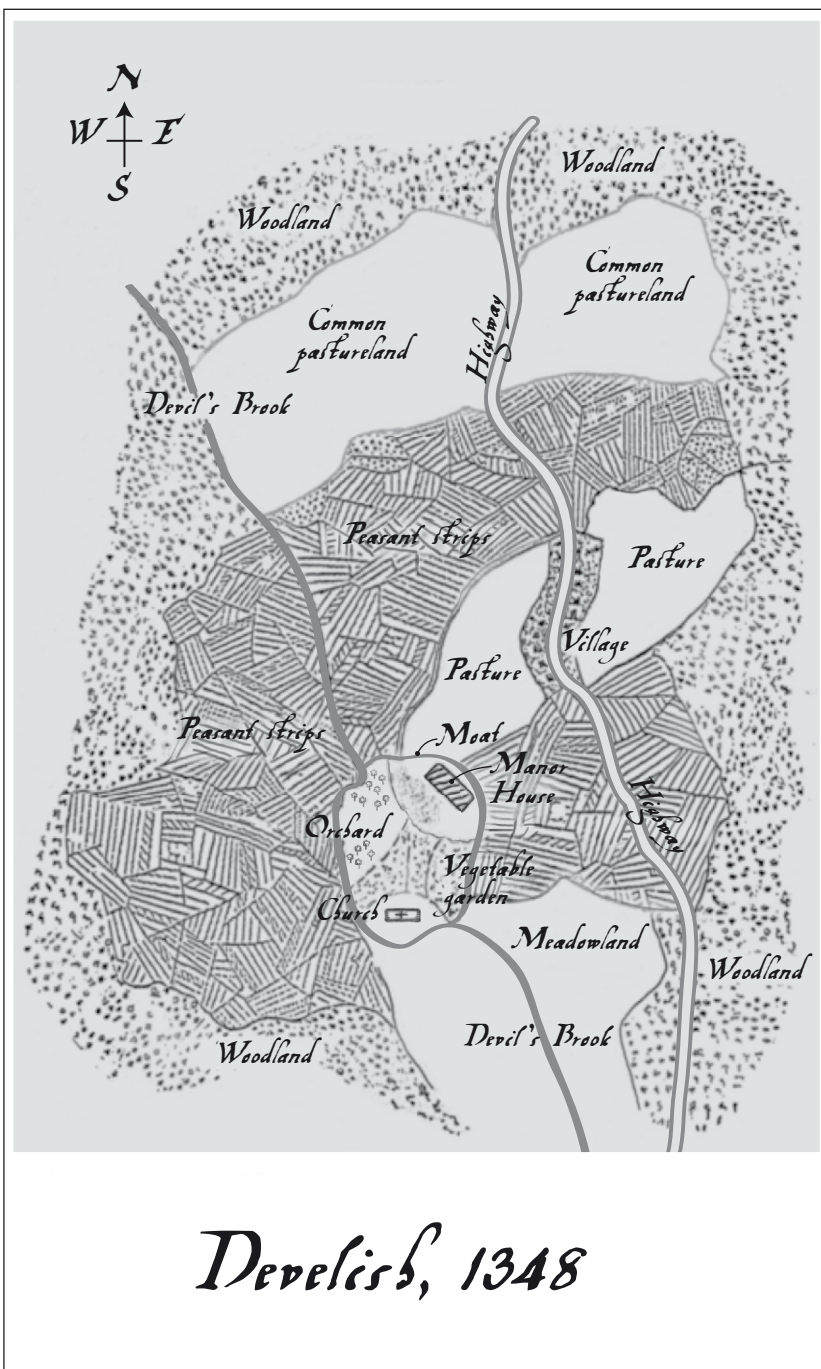 N
W E
S
Woodland
Woodland
Common
pastureland
Common
pastureland
Highway
Devil's Brook
Peasant strips
Pasture
Village
Pasture
Peasant strips
Moat
Manor
House
Highway
Orchard
Vegetable
garden
Church
Meadowland
Woodland
Devil's Brook
Woodland
Develish, 1348